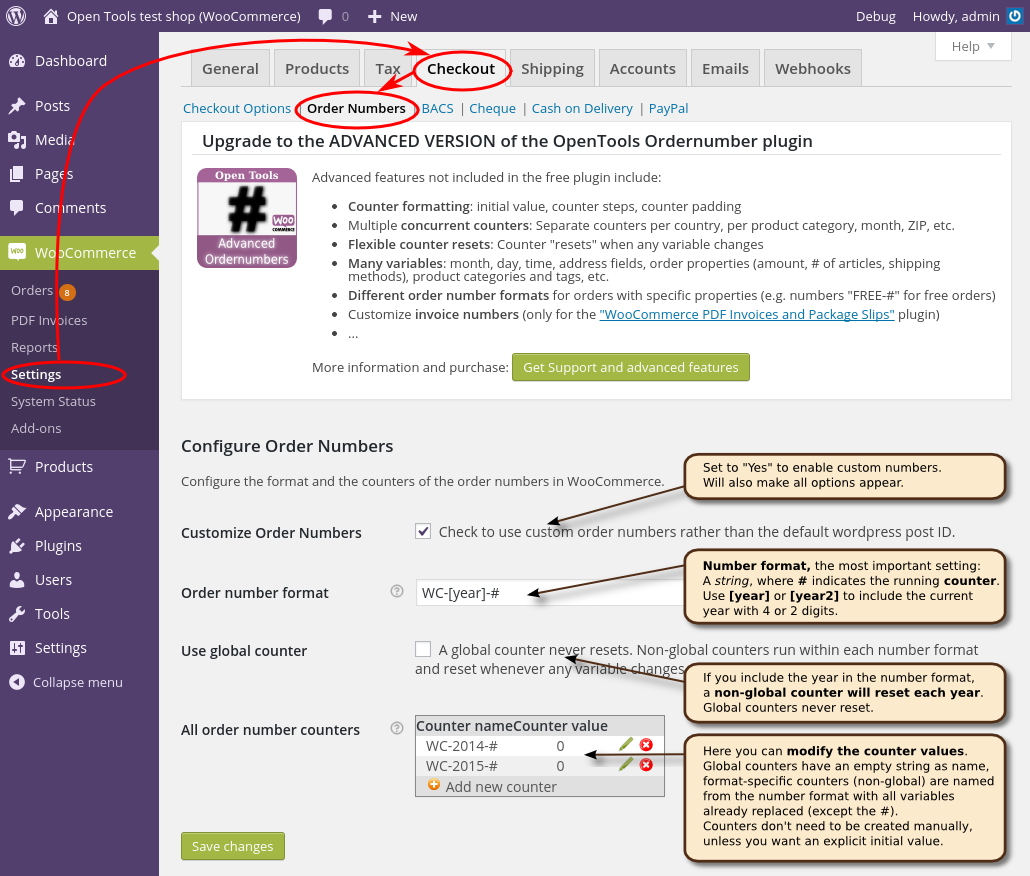 Open Tools test shop (WooCommerce) 0 New Debug Howdy, admin
Dashboard
Posts
Media
Pages
Comments
WooCommerce
Orders 8
PDF Invoices
Reports
Settings
System Status
Add-ons
Products
Appearance
Plugins
Users
Tools
Settings
Collapse menu
Help
General Products Tax Checkout Shipping Accounts Emails Webhooks
Checkout Options | Order Numbers | BACS | Cheque | Cash on Delivery | PayPal
Upgrade to the ADVANCED VERSION of the OpenTools Ordernumber plugin
Open Tools
#
WOO
COMMERCE
Advanced
Ordernumbers
Advanced features not included in the free plugin include:
• Counter formatting: initial value, counter steps, counter padding
• Multiple concurrent counters: Separate counters per country, per product category, month, ZIP, etc.
• Flexible counter resets: Counter "resets" when any variable changes
• Many variables: month, day, time, address fields, order properties (amount, # of articles, shipping
methods), product categories and tags, etc.
• Different order number formats for orders with specific properties (e.g. numbers "FREE-#" for free orders)
• Customize invoice numbers (only for the "WooCommerce PDF Invoices and Package Slips" plugin)
• ...
More information and purchase: Get Support and advanced features
Configure Order Numbers
Configure the format and the counters of the order numbers in WooCommerce.
Set to "Yes" to enable custom numbers.
Will also make all options appear.
Customize Order Numbers
Check to use custom order numbers rather than the default wordpress post ID.
Order number format ? WC-[year]-#
Number format, the most important setting:
A string, where # indicates the running counter.
Use [year] or [year2] to include the current
year with 4 or 2 digits.
Use global counter
A global counter never resets. Non-global counters run within each number format
and reset whenever any variable changes
If you include the year in the number format,
a non-global counter will reset each year.
Global counters never reset.
All order number counters ?
Counter name Counter value
WC-2014-# 0
WC-2015-# 0
Add new counter
Here you can modify the counter values.
Global counters have an empty string as name,
format-specific counters (non-global) are named
from the number format with all variables
already replaced (except the #).
Counters don't need to be created manually,
unless you want an explicit initial value.
Save changes